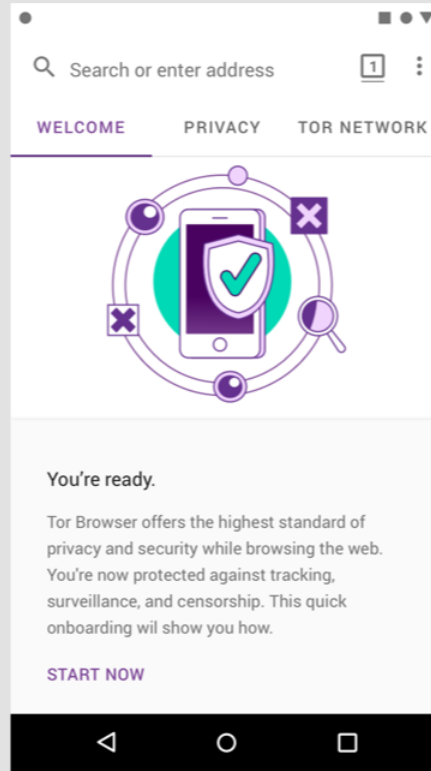 Search or enter address
1
WELCOME PRIVACY TOR NETWORK
You're ready.
Tor Browser offers the highest standard of
privacy and security while browsing the web.
You're now protected against tracking,
surveillance, and censorship. This quick
onboarding wil show you how.
START NOW